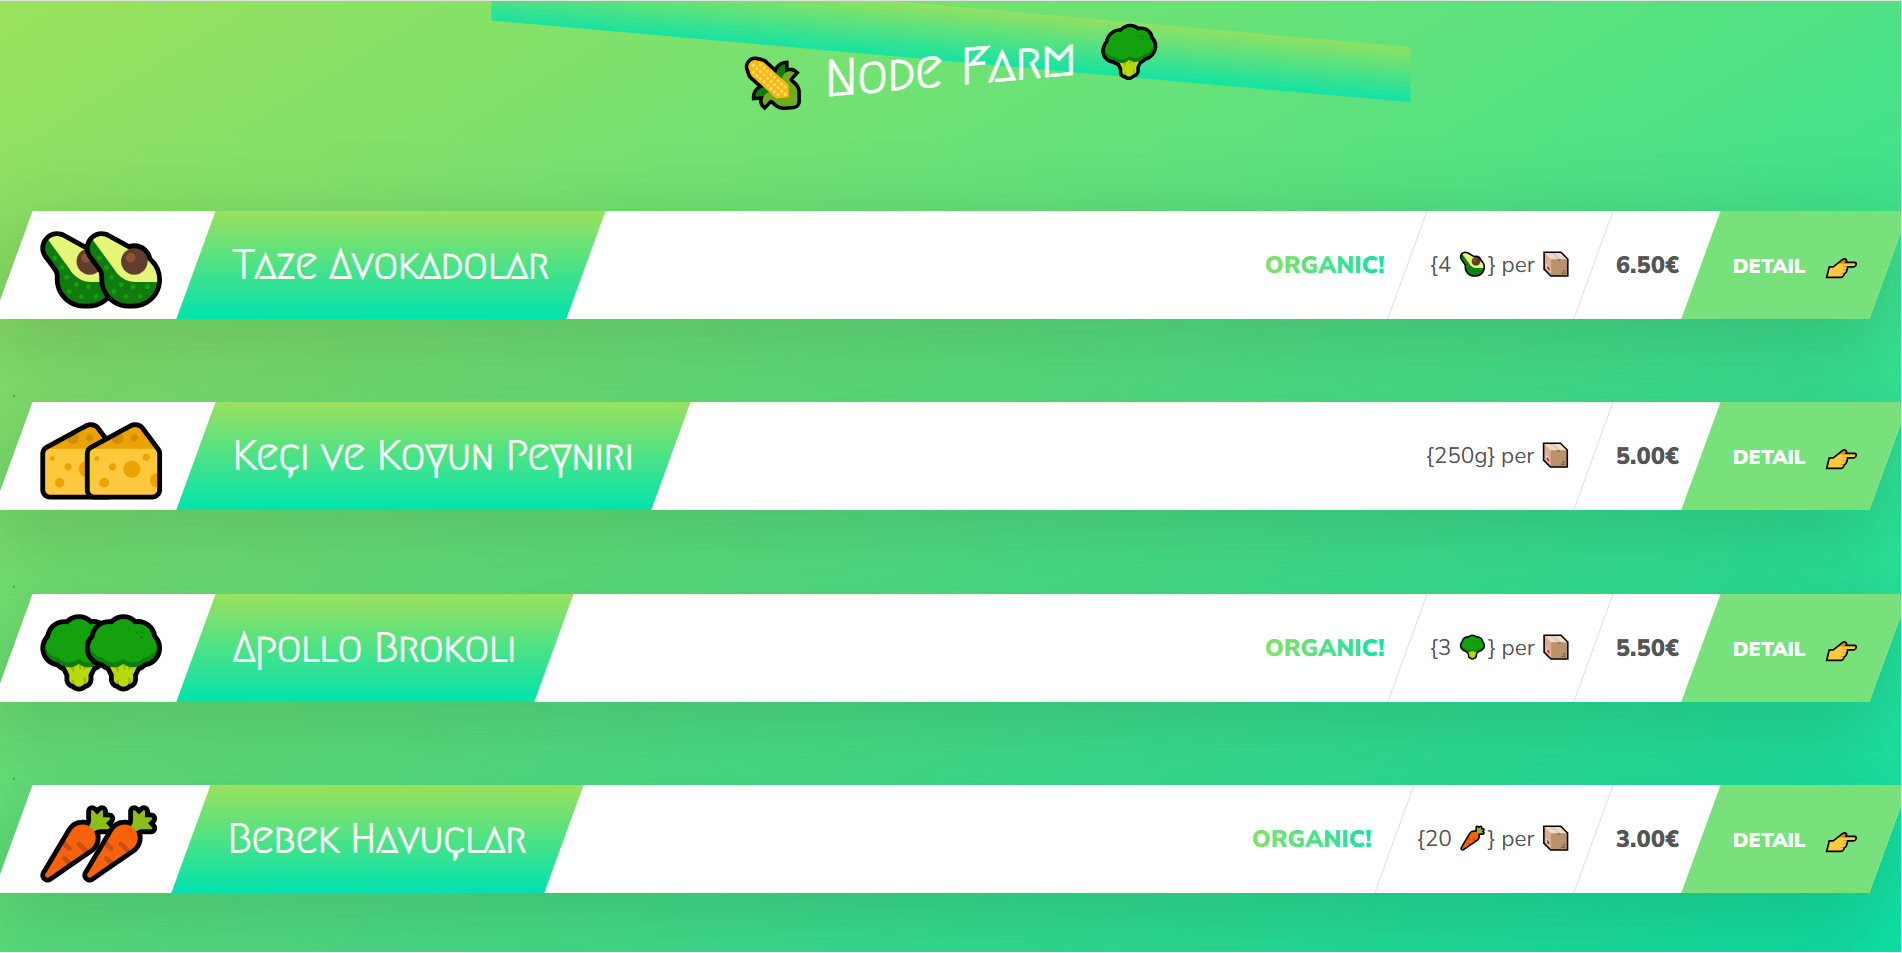 🌽 Node Farm 🥦
Taze Avokadolar ORGANIC! {4 🥑} per 📦 6.50€ DETAIL 👉
Keçi ve Koyun Peyniri {250g} per 📦 5.00€ DETAIL 👉
Apollo Brokoli ORGANIC! {3 🥦} per 📦 5.50€ DETAIL 👉
Bebek Havuçlar ORGANIC! {20 🥕} per 📦 3.00€ DETAIL 👉